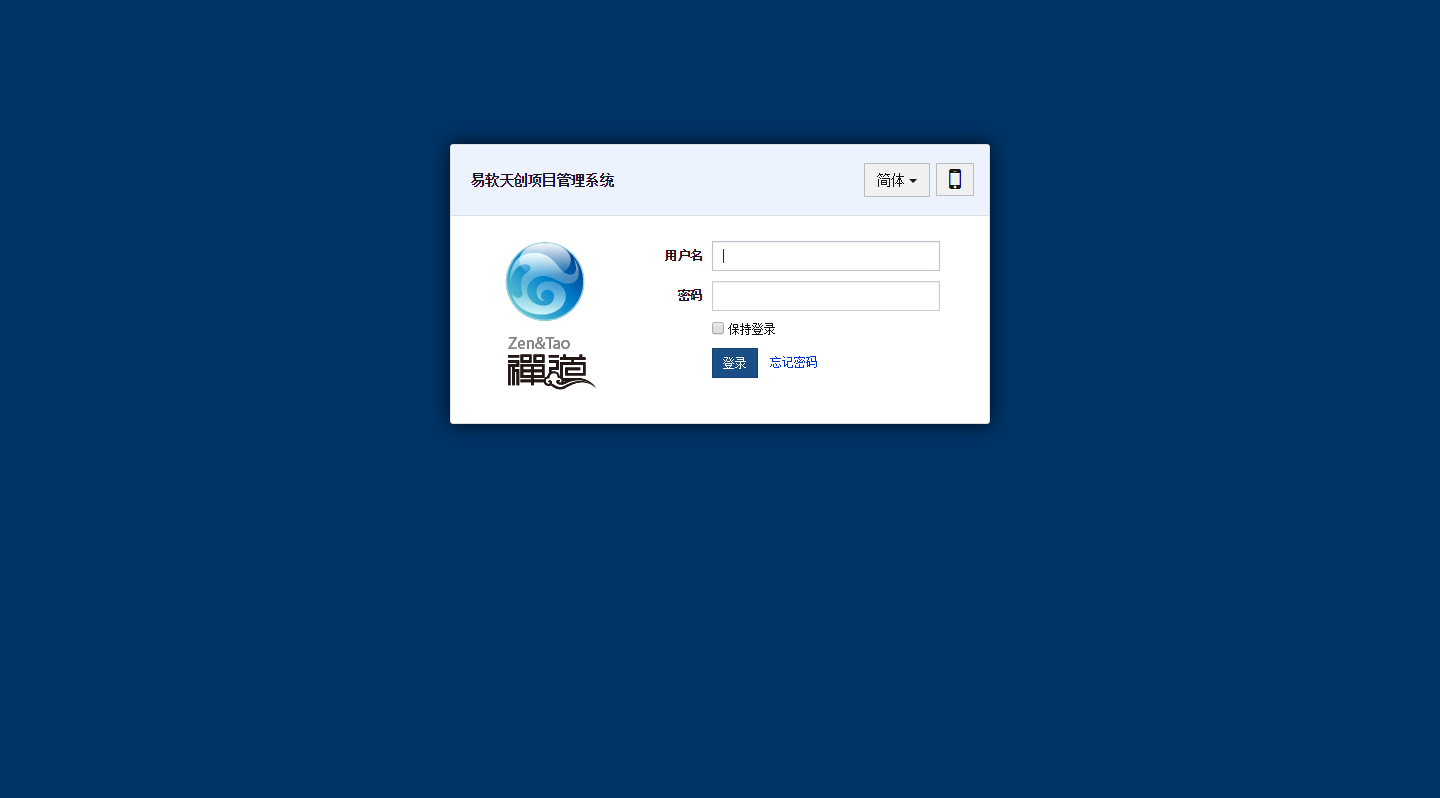 易软天创项目管理系统
简体
用户名
密码
保持登录
登录 忘记密码
Zen&Tao
禪道